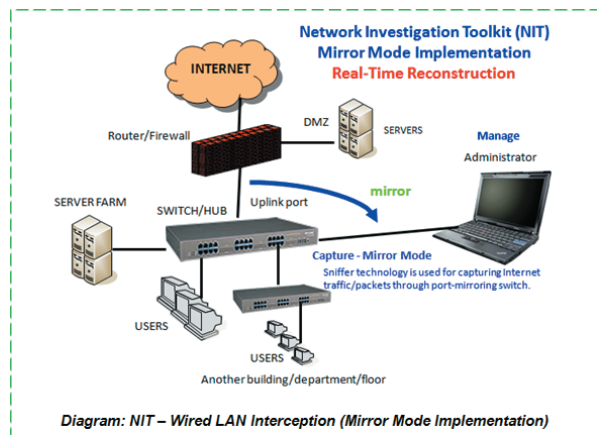 Network Investigation Toolkit (NIT)
Mirror Mode Implementation
Real-Time Reconstruction
INTERNET
Router/Firewall
DMZ
SERVERS
Manage
Administrator
mirror
SERVER FARM
SWITCH/HUB
Uplink port
Capture - Mirror Mode
Sniffer technology is used for capturing Internet
traffic/packets through port-mirroring switch.
USERS
USERS
Another building/department/floor
Diagram: NIT – Wired LAN Interception (Mirror Mode Implementation)